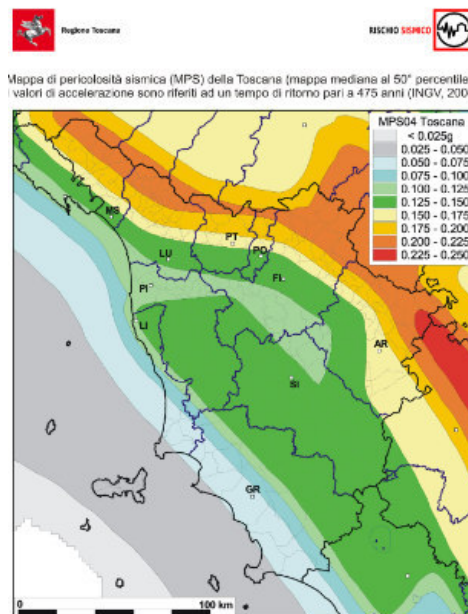 Regione Toscana
RISCHIO SISMICO
Mappa di pericolosità sismica (MPS) della Toscana (mappa mediana al 50° percentile
i valori di accelerazione sono riferiti ad un tempo di ritorno pari a 475 anni (INGV, 200
MPS04 Toscana
< 0.025g
0.025 - 0.050
0.050 - 0.075
0.075 - 0.100
0.100 - 0.125
0.125 - 0.150
0.150 - 0.175
0.175 - 0.200
0.200 - 0.225
0.225 - 0.250
MS
PT
LU
PO
FI
PI
LI
AR
SI
GR
0
100 km